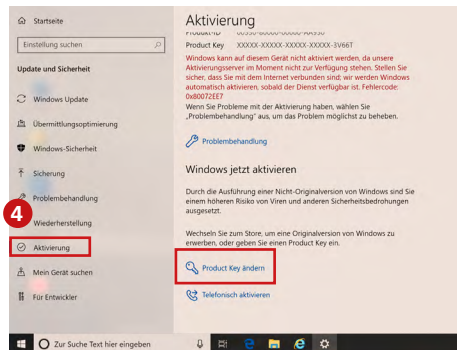 Startseite
Aktivierung
Einstellung suchen
Product Key XXXXX-XXXXX-XXXXX-XXXXX-3V66T
Windows kann auf diesem Gerät nicht aktiviert werden, da unsere
Aktivierungsserver im Moment nicht zur Verfügung stehen. Stellen Sie
sicher, dass Sie mit dem Internet verbunden sind; wir werden Windows
automatisch aktivieren, sobald der Dienst verfügbar ist. Fehlercode:
0x80072EE7
Wenn Sie Probleme mit der Aktivierung haben, wählen Sie
„Problembehandlung" aus, um das Problem möglichst zu beheben.
Problembehandlung
Windows jetzt aktivieren
Durch die Ausführung einer Nicht-Originalversion von Windows sind Sie
einem höheren Risiko von Viren und anderen Sicherheitsbedrohungen
ausgesetzt.
Wechseln Sie zum Store, um eine Originalversion von Windows zu
erwerben, oder geben Sie einen Product Key ein.
Product Key ändern
Telefonisch aktivieren
Update und Sicherheit
Windows Update
Übermittlungsoptimierung
Windows-Sicherheit
Sicherung
Problembehandlung
4
Wiederherstellung
Aktivierung
Mein Gerät suchen
Für Entwickler
Zur Suche Text hier eingeben